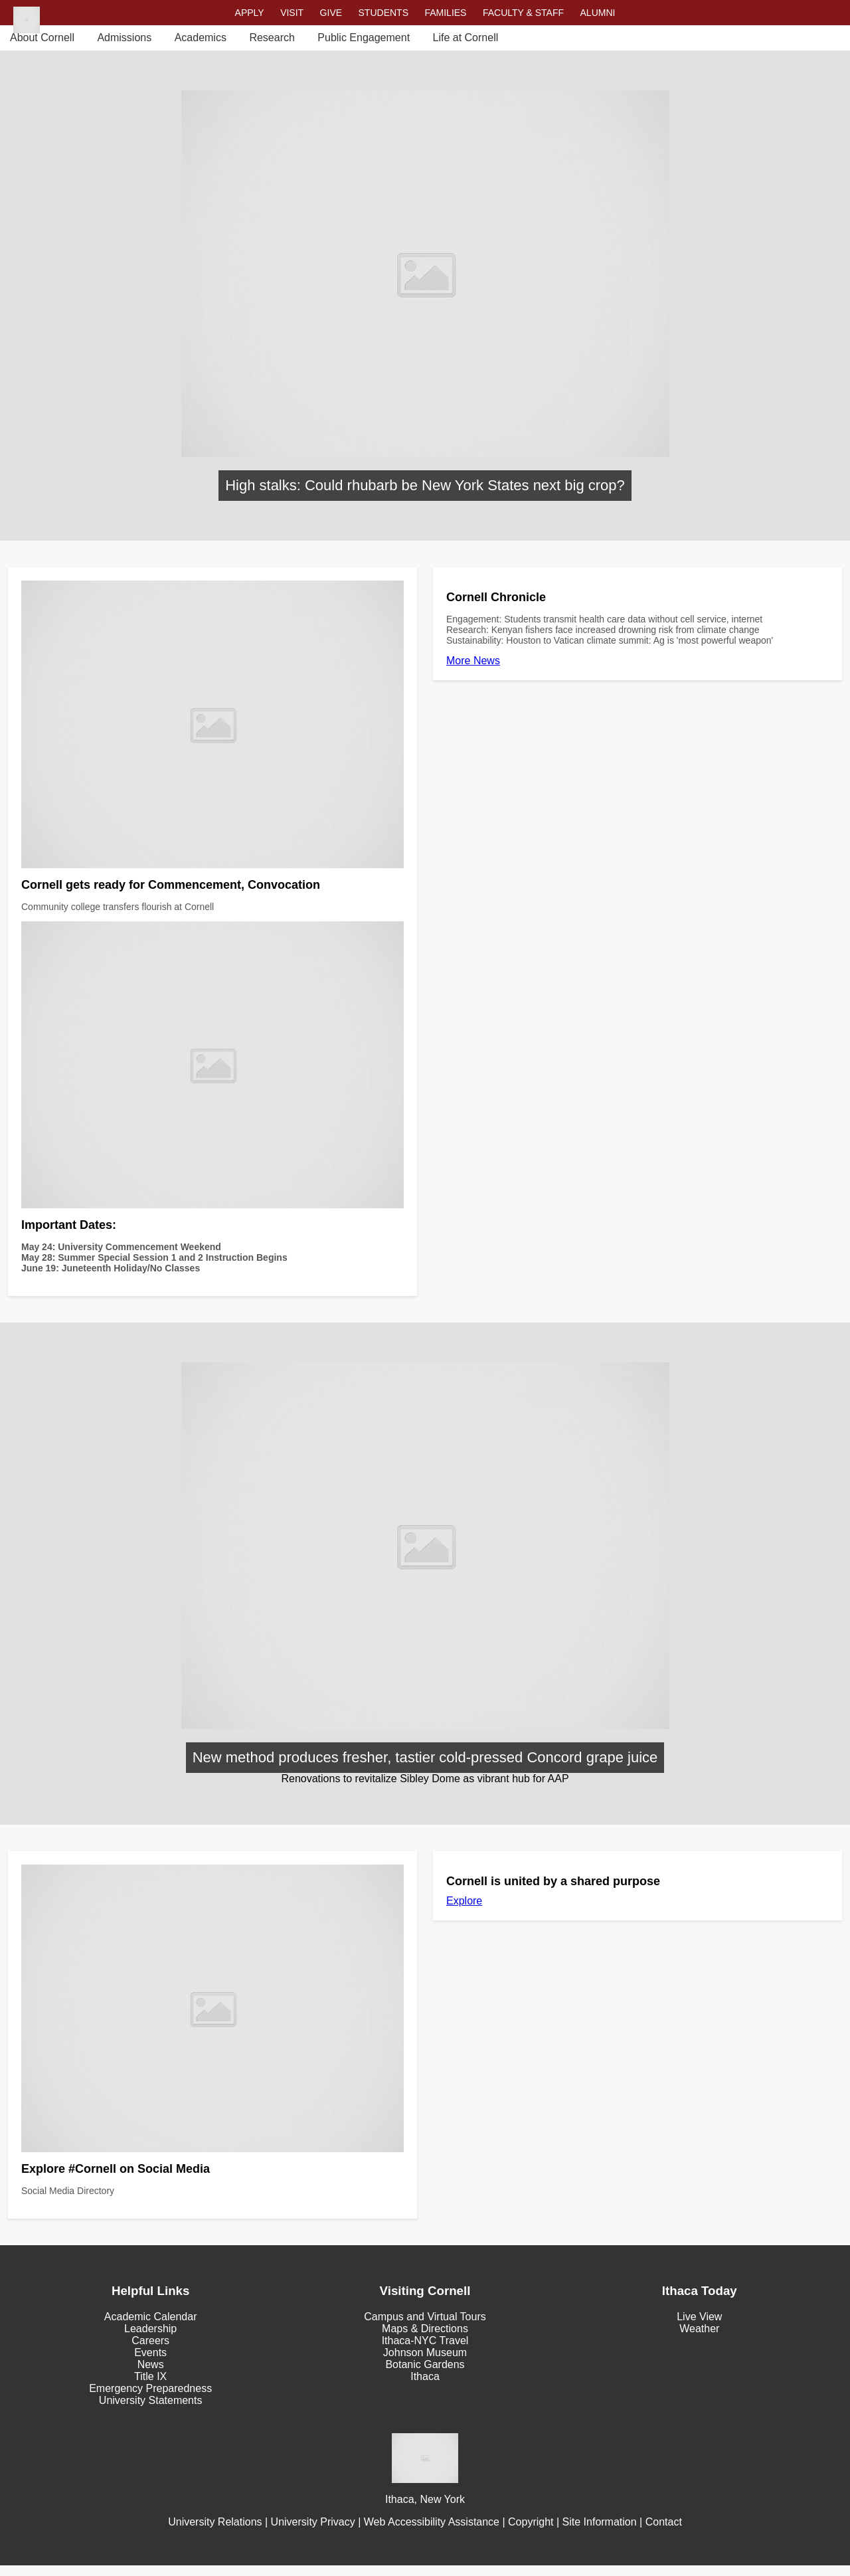 APPLY VISIT GIVE STUDENTS FAMILIES FACULTY & STAFF ALUMNI
About Cornell Admissions Academics Research Public Engagement Life at Cornell
High stalks: Could rhubarb be New York States next big crop?
Cornell gets ready for Commencement, Convocation
Community college transfers flourish at Cornell
Important Dates:
May 24: University Commencement Weekend
May 28: Summer Special Session 1 and 2 Instruction Begins
June 19: Juneteenth Holiday/No Classes
Cornell Chronicle
Engagement: Students transmit health care data without cell service, internet
Research: Kenyan fishers face increased drowning risk from climate change
Sustainability: Houston to Vatican climate summit: Ag is 'most powerful weapon'
More News
New method produces fresher, tastier cold-pressed Concord grape juice
Renovations to revitalize Sibley Dome as vibrant hub for AAP
Explore #Cornell on Social Media
Social Media Directory
Cornell is united by a shared purpose
Explore
Helpful Links
Academic Calendar
Leadership
Careers
Events
News
Title IX
Emergency Preparedness
University Statements
Visiting Cornell
Campus and Virtual Tours
Maps & Directions
Ithaca-NYC Travel
Johnson Museum
Botanic Gardens
Ithaca
Ithaca Today
Live View
Weather
Ithaca, New York
University Relations | University Privacy | Web Accessibility Assistance | Copyright | Site Information | Contact